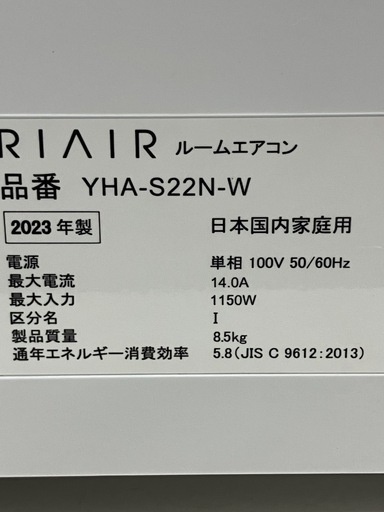 RIAIR ルームエアコン
品番 YHA-S22N-W
2023 年製 日本国内家庭用
電源 単相 100V 50/60Hz
最大電流 14.0A
最大入力 1150W
区分名 I
製品質量 8.5kg
通年エネルギー消費効率 5.8(JIS C 9612:2013)